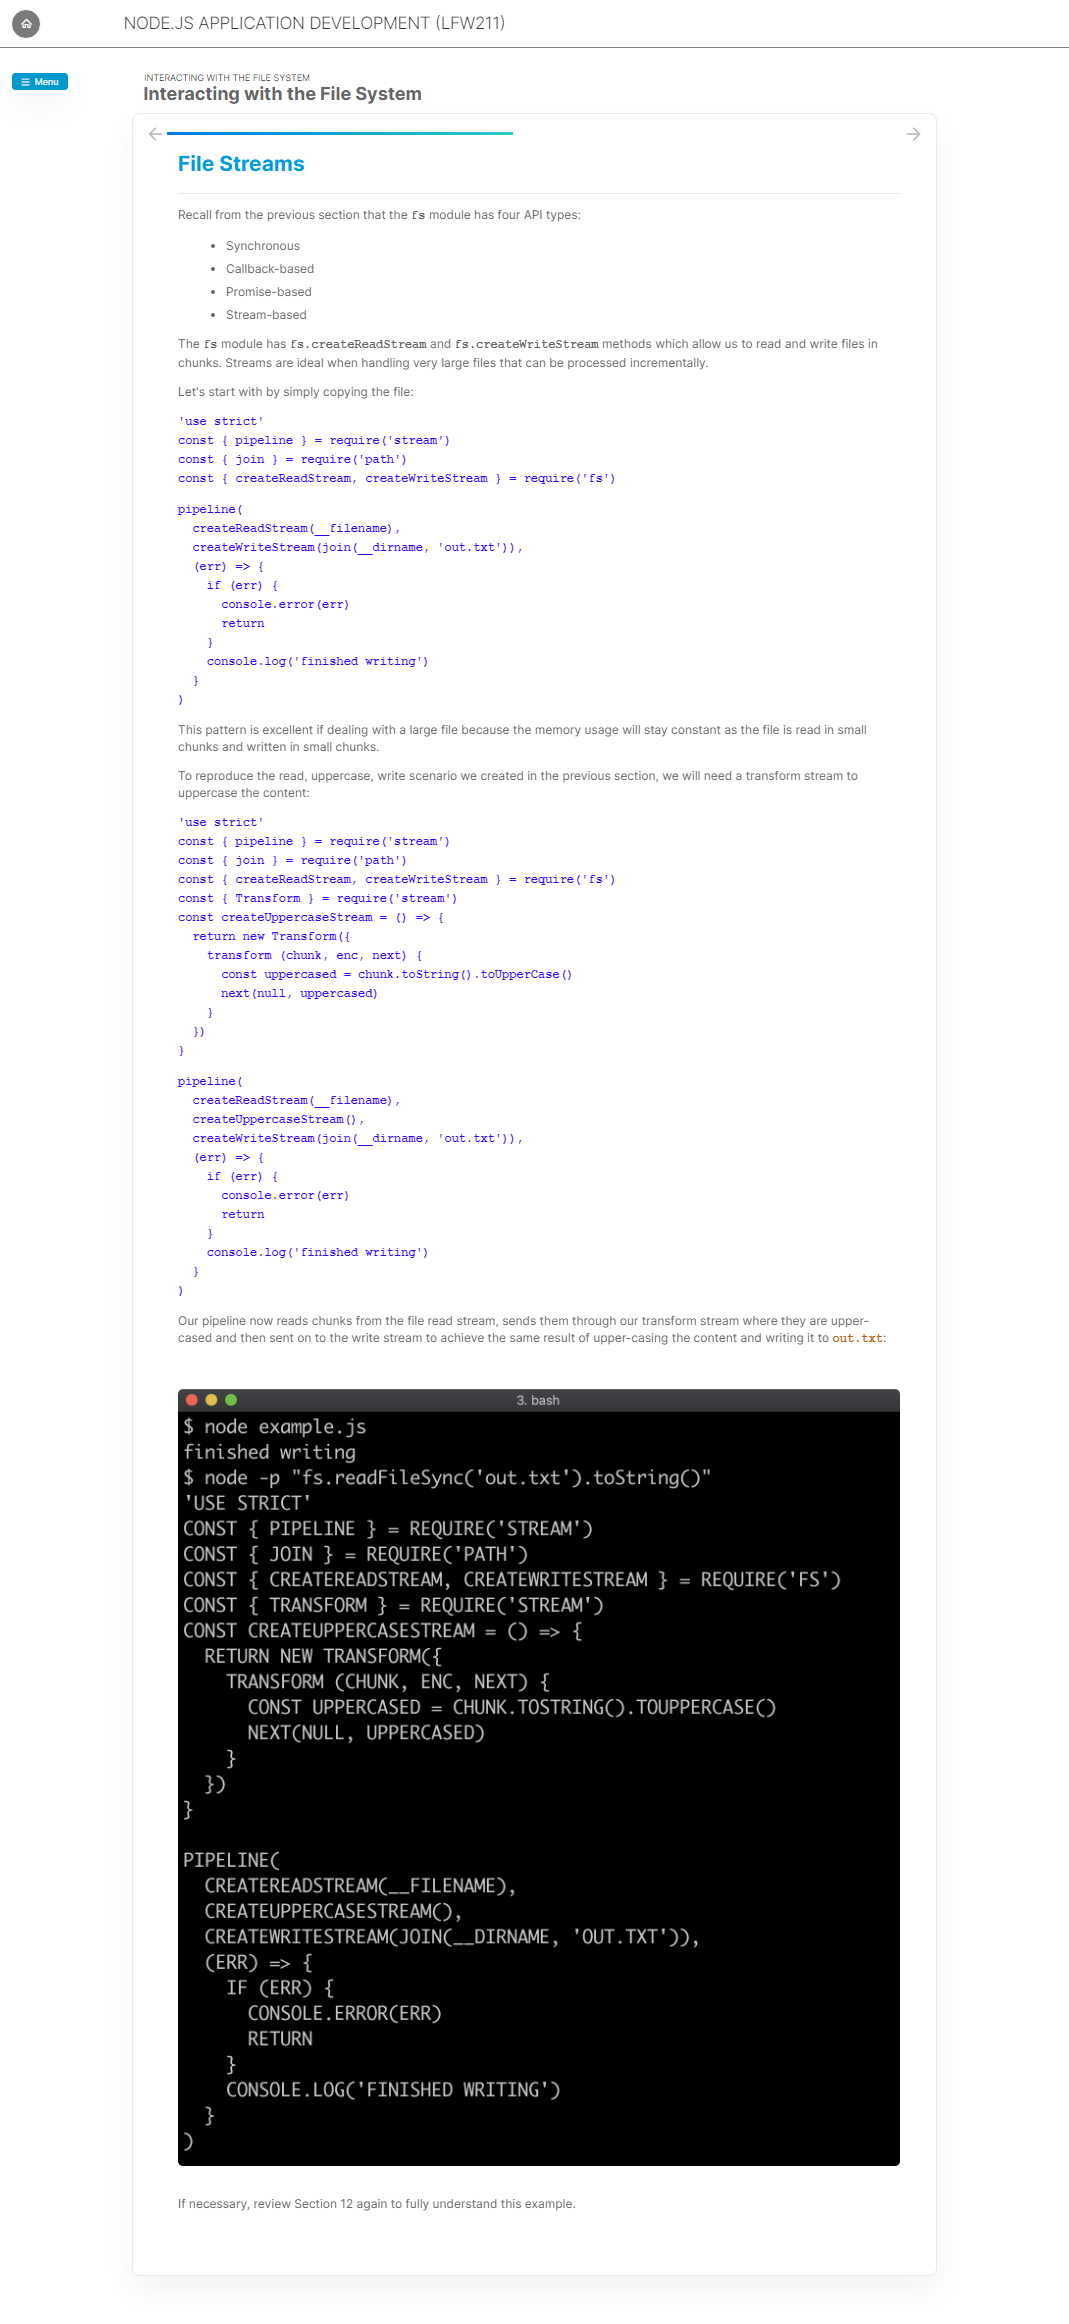 NODE.JS APPLICATION DEVELOPMENT (LFW211)
Menu
INTERACTING WITH THE FILE SYSTEM
Interacting with the File System
File Streams
Recall from the previous section that the fs module has four API types:
• Synchronous
• Callback-based
• Promise-based
• Stream-based
The fs module has fs.createReadStream and fs.createWriteStream methods which allow us to read and write files in
chunks. Streams are ideal when handling very large files that can be processed incrementally.
Let's start with by simply copying the file:
'use strict'
const { pipeline } = require('stream')
const { join } = require('path')
const { createReadStream, createWriteStream } = require('fs')
pipeline(
  createReadStream(__filename),
  createWriteStream(join(__dirname, 'out.txt')),
  (err) => {
    if (err) {
      console.error(err)
      return
    }
    console.log('finished writing')
  }
)
This pattern is excellent if dealing with a large file because the memory usage will stay constant as the file is read in small
chunks and written in small chunks.
To reproduce the read, uppercase, write scenario we created in the previous section, we will need a transform stream to
uppercase the content:
'use strict'
const { pipeline } = require('stream')
const { join } = require('path')
const { createReadStream, createWriteStream } = require('fs')
const { Transform } = require('stream')
const createUppercaseStream = () => {
  return new Transform({
    transform (chunk, enc, next) {
      const uppercased = chunk.toString().toUpperCase()
      next(null, uppercased)
    }
  })
}
pipeline(
  createReadStream(__filename),
  createUppercaseStream(),
  createWriteStream(join(__dirname, 'out.txt')),
  (err) => {
    if (err) {
      console.error(err)
      return
    }
    console.log('finished writing')
  }
)
Our pipeline now reads chunks from the file read stream, sends them through our transform stream where they are upper-
cased and then sent on to the write stream to achieve the same result of upper-casing the content and writing it to out.txt:
3. bash
$ node example.js
finished writing
$ node -p "fs.readFileSync('out.txt').toString()"
'USE STRICT'
CONST { PIPELINE } = REQUIRE('STREAM')
CONST { JOIN } = REQUIRE('PATH')
CONST { CREATEREADSTREAM, CREATEWRITESTREAM } = REQUIRE('FS')
CONST { TRANSFORM } = REQUIRE('STREAM')
CONST CREATEUPPERCASESTREAM = () => {
  RETURN NEW TRANSFORM({
    TRANSFORM (CHUNK, ENC, NEXT) {
      CONST UPPERCASED = CHUNK.TOSTRING().TOUPPERCASE()
      NEXT(NULL, UPPERCASED)
    }
  })
}
PIPELINE(
  CREATEREADSTREAM(__FILENAME),
  CREATEUPPERCASESTREAM(),
  CREATEWRITESTREAM(JOIN(__DIRNAME, 'OUT.TXT')),
  (ERR) => {
    IF (ERR) {
      CONSOLE.ERROR(ERR)
      RETURN
    }
    CONSOLE.LOG('FINISHED WRITING')
  }
)
If necessary, review Section 12 again to fully understand this example.